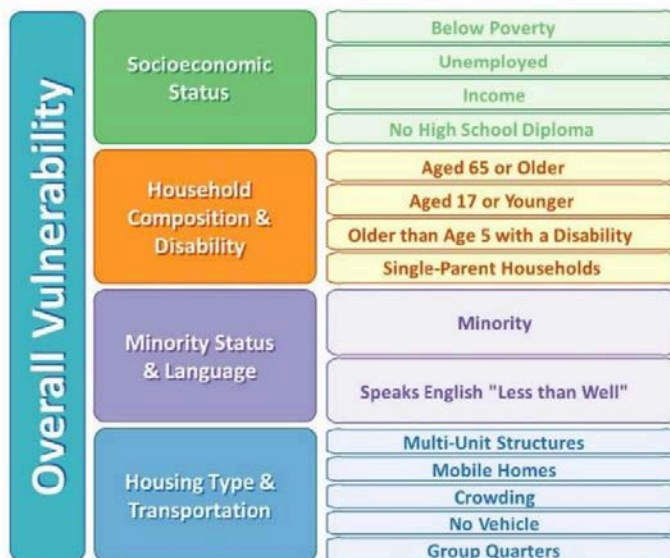 Overall Vulnerability
Socioeconomic
Status
Below Poverty
Unemployed
Income
No High School Diploma
Household
Composition &
Disability
Aged 65 or Older
Aged 17 or Younger
Older than Age 5 with a Disability
Single-Parent Households
Minority Status
& Language
Minority
Speaks English "Less than Well"
Housing Type &
Transportation
Multi-Unit Structures
Mobile Homes
Crowding
No Vehicle
Group Quarters